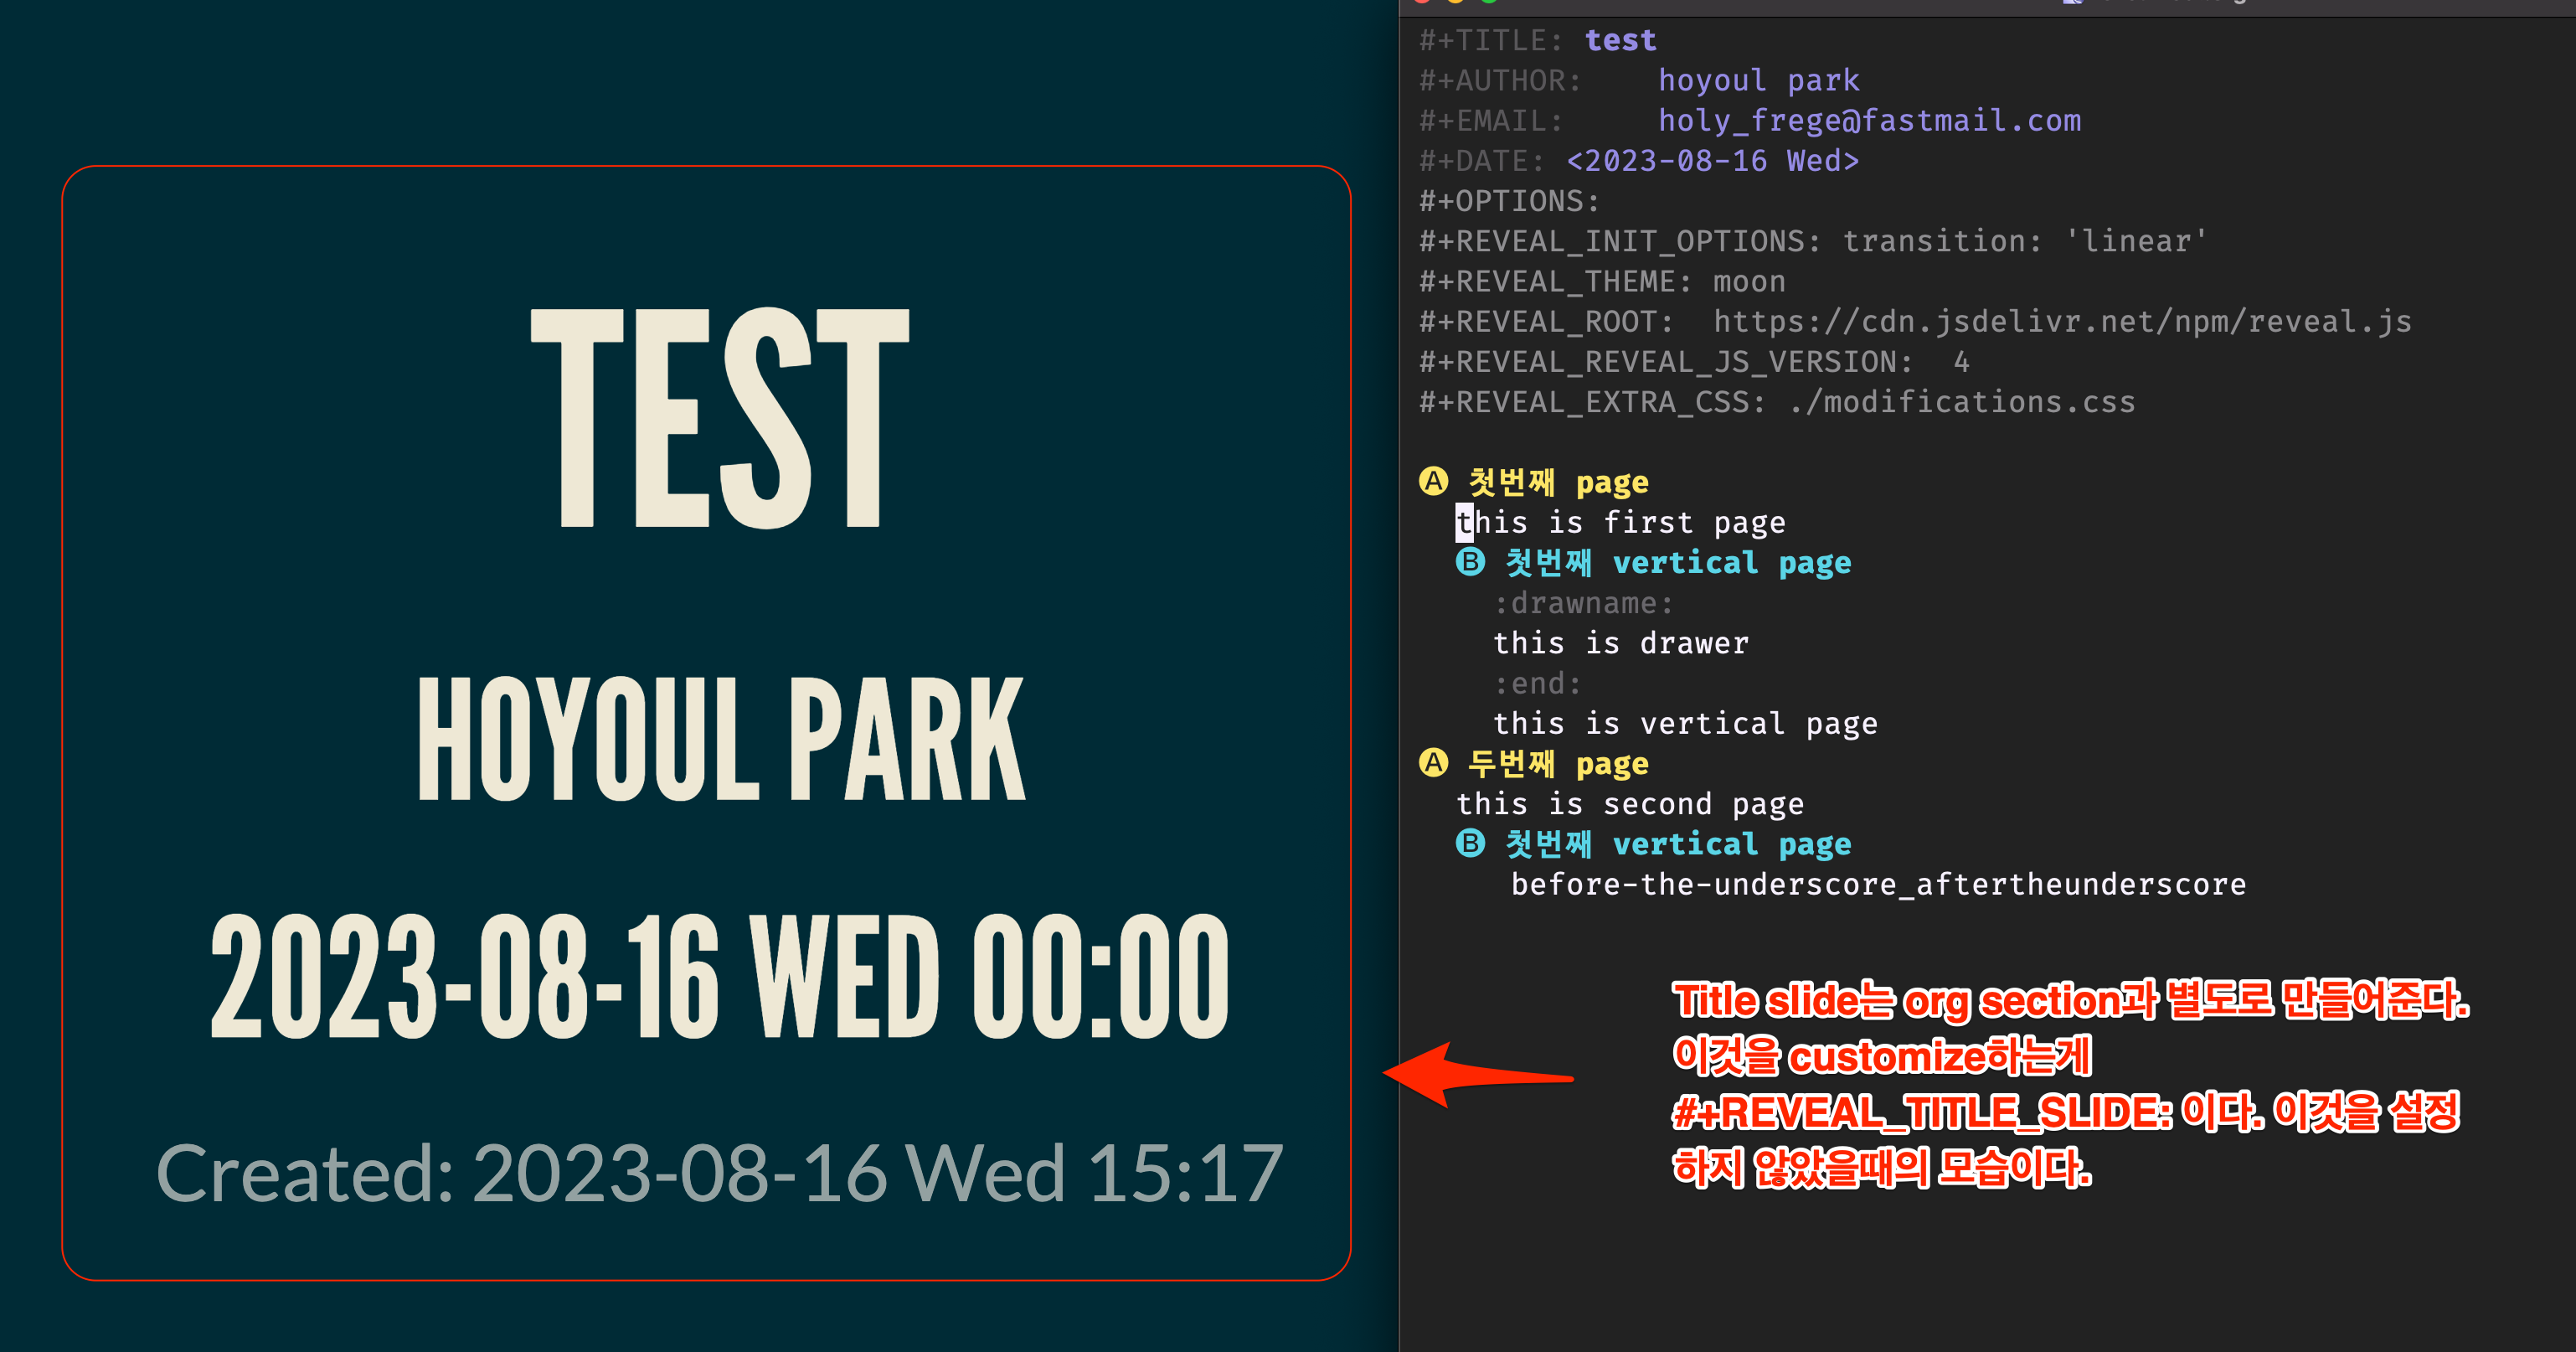 TEST
HOYOUL PARK
2023-08-16 WED 00:00
Created: 2023-08-16 Wed 15:17
#+TITLE: test
#+AUTHOR: hoyoul park
#+EMAIL: holy_frege@fastmail.com
#+DATE: <2023-08-16 Wed>
#+OPTIONS:
#+REVEAL_INIT_OPTIONS: transition: 'linear'
#+REVEAL_THEME: moon
#+REVEAL_ROOT: https://cdn.jsdelivr.net/npm/reveal.js
#+REVEAL_REVEAL_JS_VERSION: 4
#+REVEAL_EXTRA_CSS: ./modifications.css
A 첫번째 page
this is first page
B 첫번째 vertical page
:drawname:
this is drawer
:end:
this is vertical page
A 두번째 page
this is second page
B 첫번째 vertical page
before-the-underscore_aftertheunderscore
Title slide는 org section과 별도로 만들어준다.
이것을 customize하는게
#+REVEAL_TITLE_SLIDE: 이다. 이것을 설정
하지 않았을때의 모습이다.